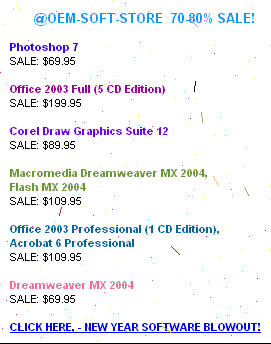 @OEM-SOFT-STORE 70-80% SALE!
Photoshop 7
SALE: $69.95
Office 2003 Full (5 CD Edition)
SALE: $199.95
Corel Draw Graphics Suite 12
SALE: $89.95
Macromedia Dreamweaver MX 2004,
Flash MX 2004
SALE: $109.95
Office 2003 Professional (1 CD Edition),
Acrobat 6 Professional
SALE: $109.95
Dreamweaver MX 2004
SALE: $69.95
CLICK HERE, - NEW YEAR SOFTWARE BLOWOUT!